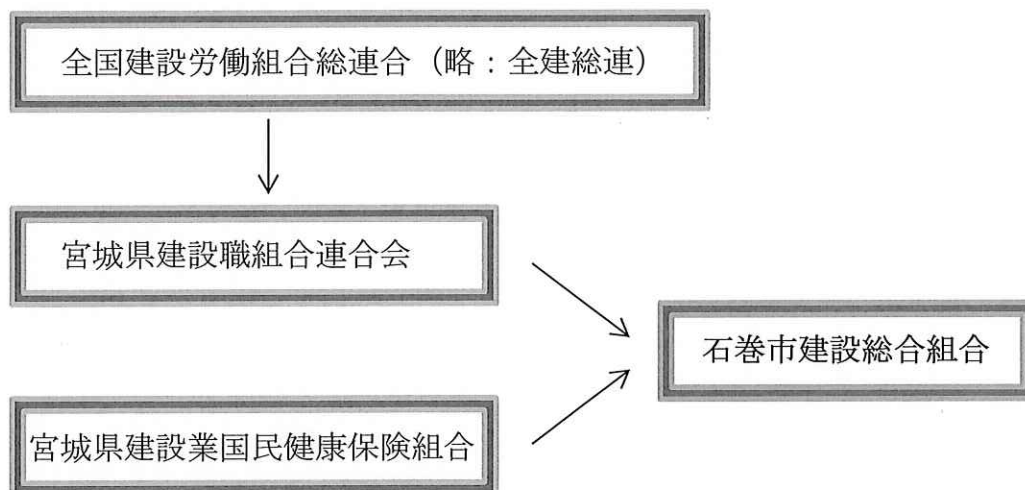 全国建設労働組合総連合（略：全建総連）
宮城県建設職組合連合会
石巻市建設総合組合
宮城県建設業国民健康保険組合